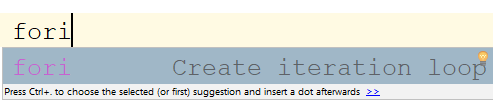 fori
fori Create iteration loop
Press Ctrl+. to choose the selected (or first) suggestion and insert a dot afterwards >>